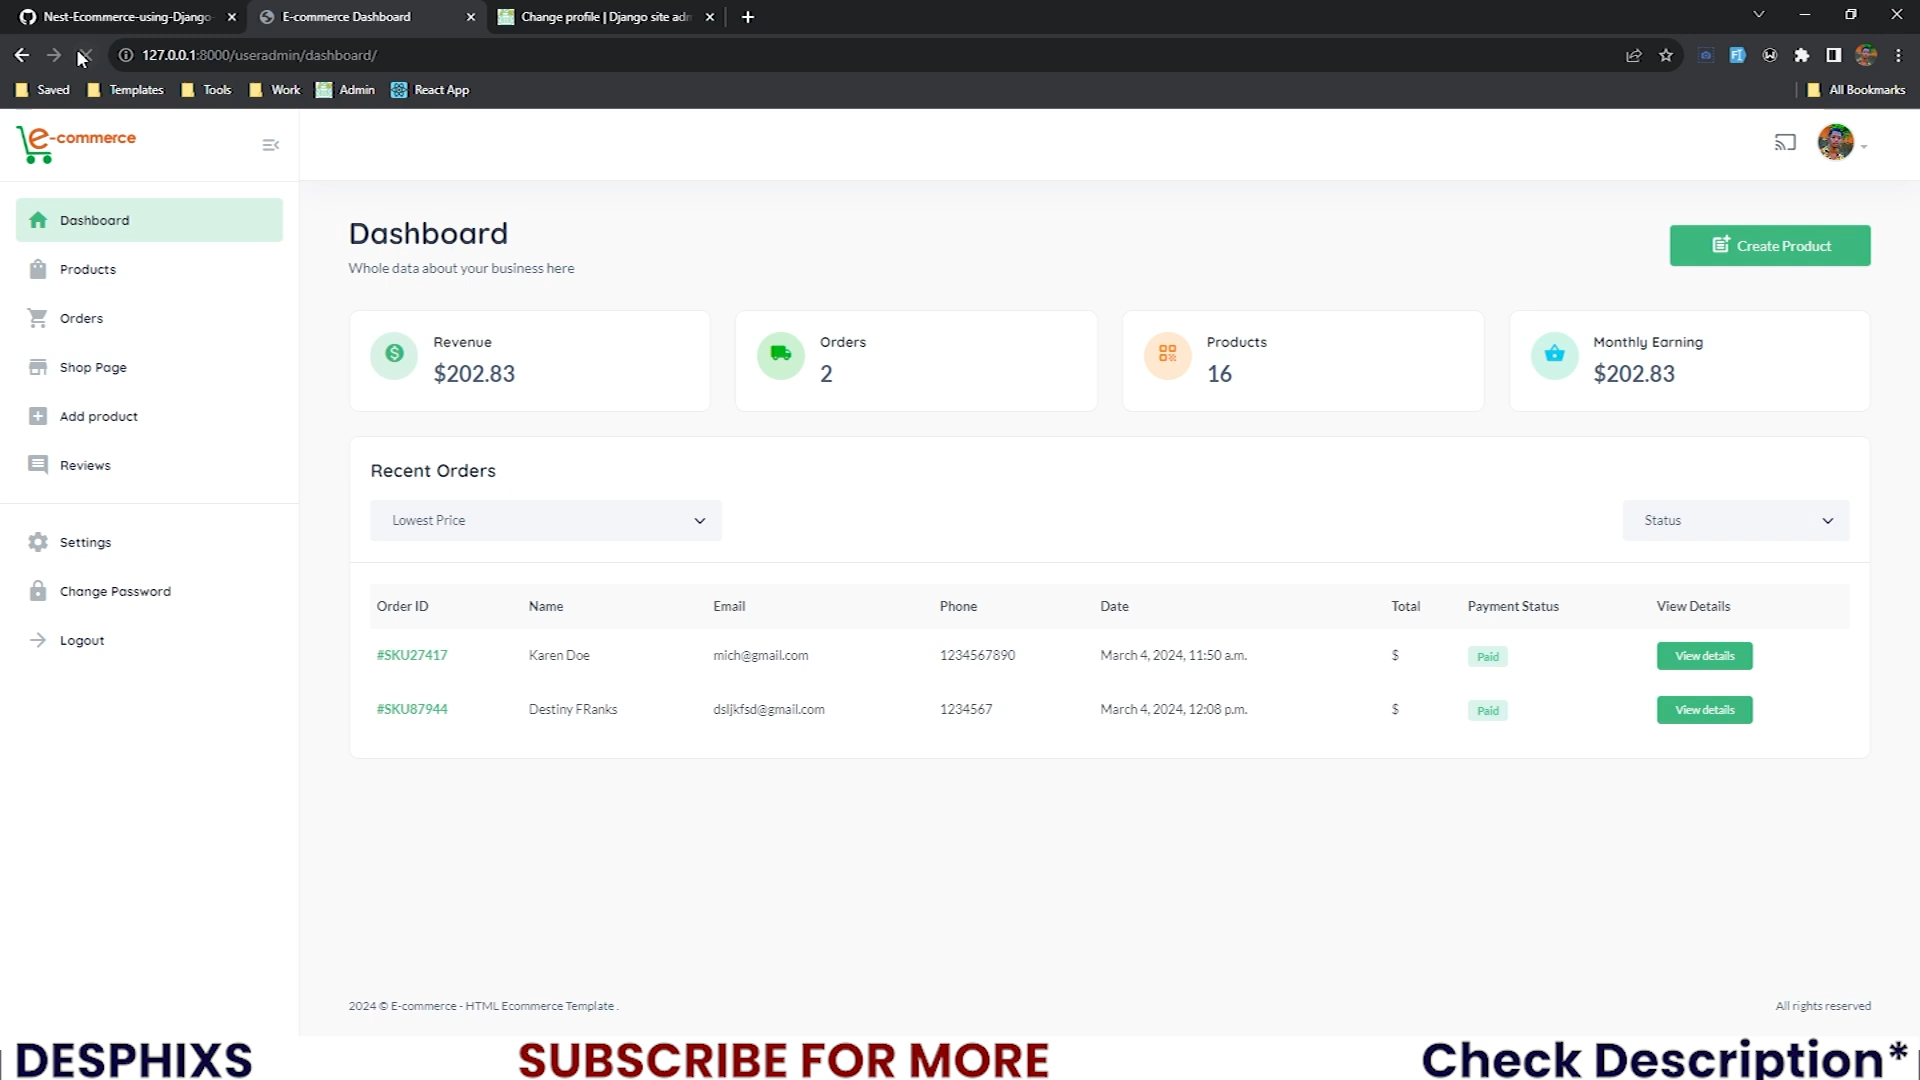 Nest-Ecommerce-using-Django-
E-commerce Dashboard
Change profile | Django site adm
127.0.0.1:8000/useradmin/dashboard/
Saved
Templates
Tools
Work
Admin
React App
All Bookmarks
e-commerce
Dashboard
Products
Orders
Shop Page
Add product
Reviews
Settings
Change Password
Logout
Dashboard
Whole data about your business here
Create Product
Revenue
$202.83
Orders
2
Products
16
Monthly Earning
$202.83
Recent Orders
Lowest Price
Status
Order ID Name Email Phone Date Total Payment Status View Details
#SKU27417 Karen Doe mich@gmail.com 1234567890 March 4, 2024, 11:50 a.m. $ Paid View details
#SKU87944 Destiny FRanks dsljkfsd@gmail.com 1234567 March 4, 2024, 12:08 p.m. $ Paid View details
2024 © E-commerce - HTML Ecommerce Template .
All rights reserved
DESPHIXS
SUBSCRIBE FOR MORE
Check Description*